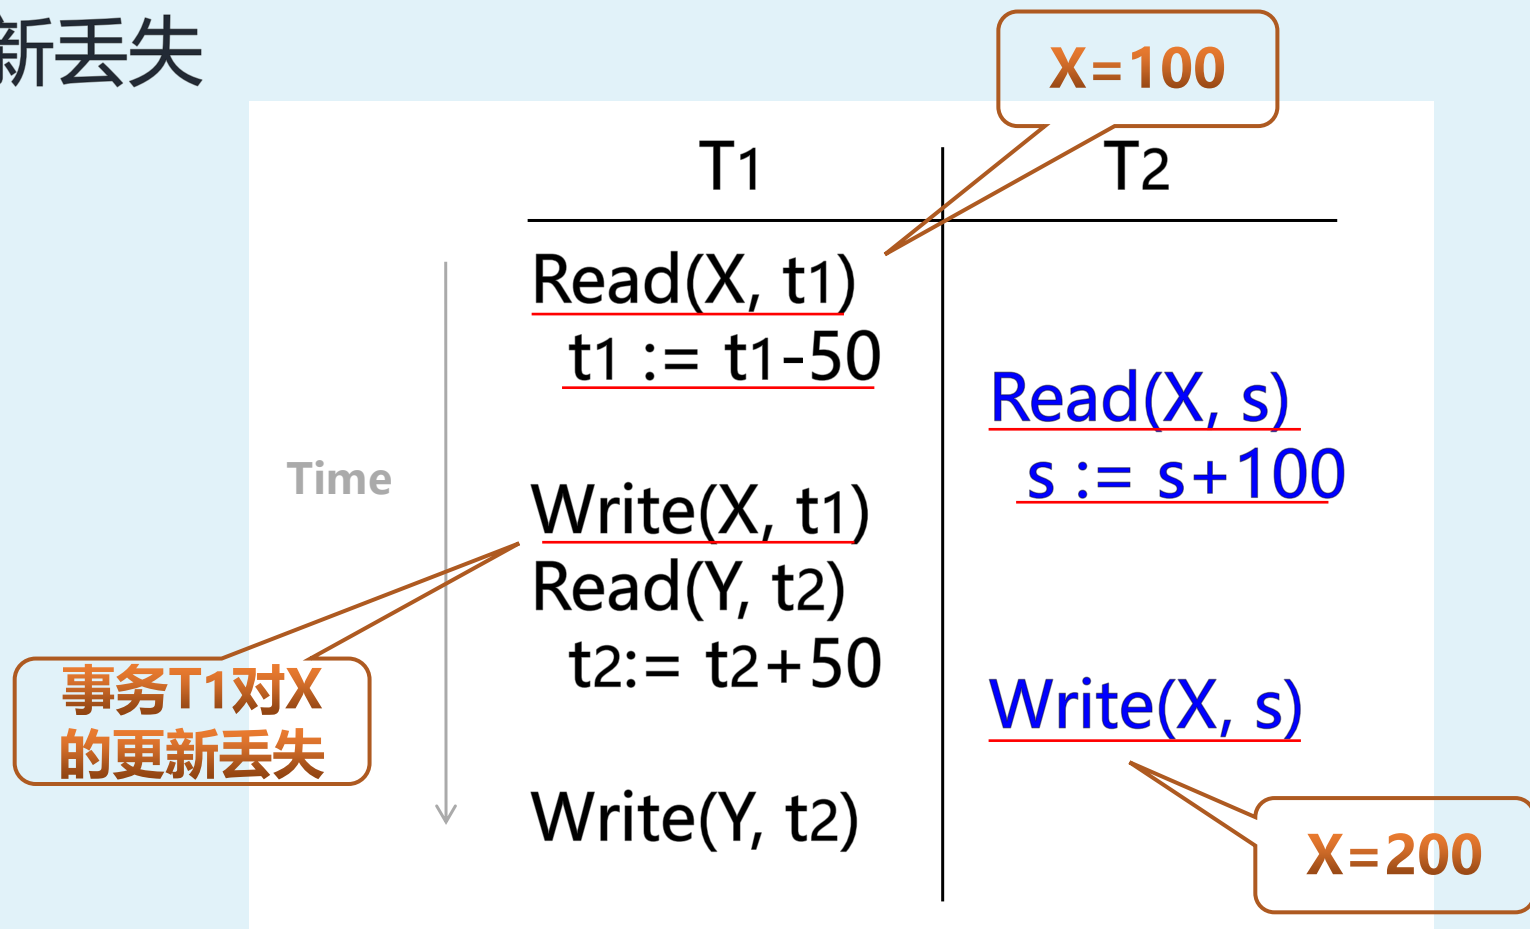 新丢失
X=100
T1
T2
Read(X, t1)
t1 := t1-50
Read(X, s)
s := s+100
Time
Write(X, t1)
Read(Y, t2)
t2:= t2+50
事务T1对X
的更新丢失
Write(X, s)
Write(Y, t2)
X=200